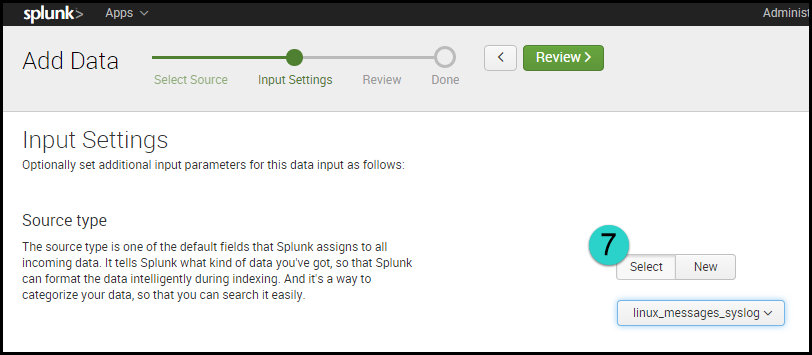 splunk> Apps Administ
Add Data
Select Source Input Settings Review Done
< Review >
Input Settings
Optionally set additional input parameters for this data input as follows:
Source type
The source type is one of the default fields that Splunk assigns to all
incoming data. It tells Splunk what kind of data you've got, so that Splunk
can format the data intelligently during indexing. And it's a way to
categorize your data, so that you can search it easily.
7
Select New
linux_messages_syslog